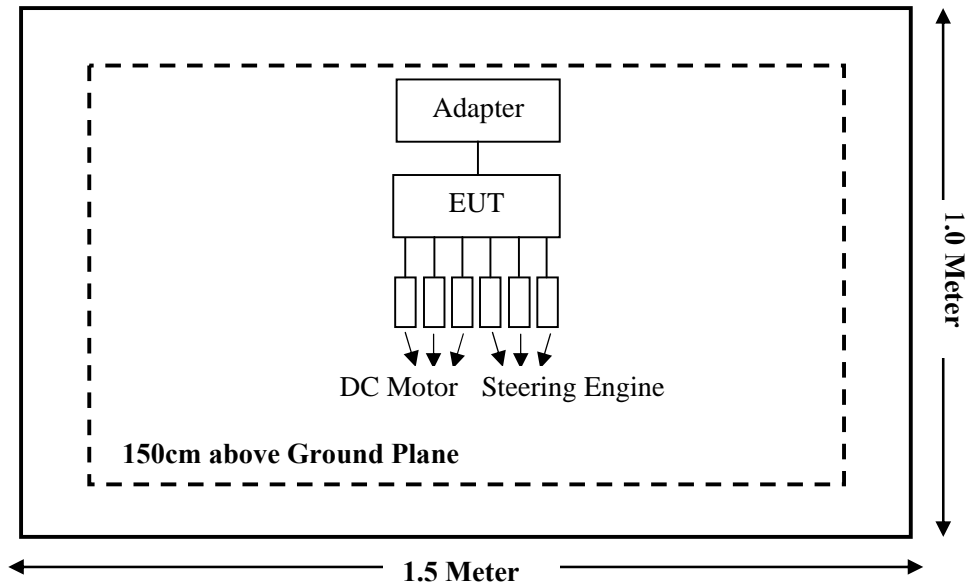 Adapter
EUT
DC Motor Steering Engine
150cm above Ground Plane
1.0 Meter
1.5 Meter